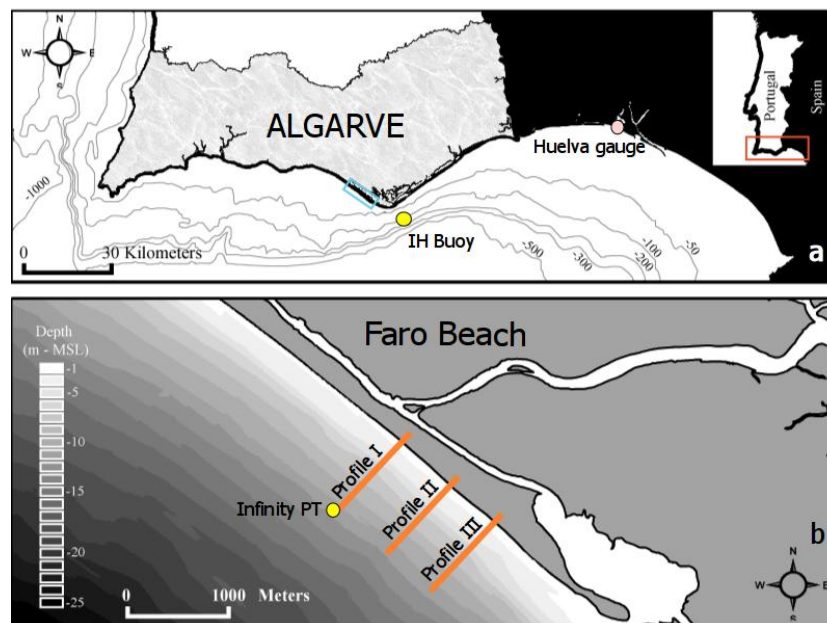 N
W E
S
ALGARVE
Huelva gauge
Portugal
Spain
-1000
IH Buoy
0 30 Kilometers
-50
-100
-200
-300
-500
a
Depth
(m - MSL)
-1
-5
-10
-15
-20
-25
Faro Beach
Profile I
Infinity PT
Profile II
Profile III
0 1000 Meters
b
N
W E
S